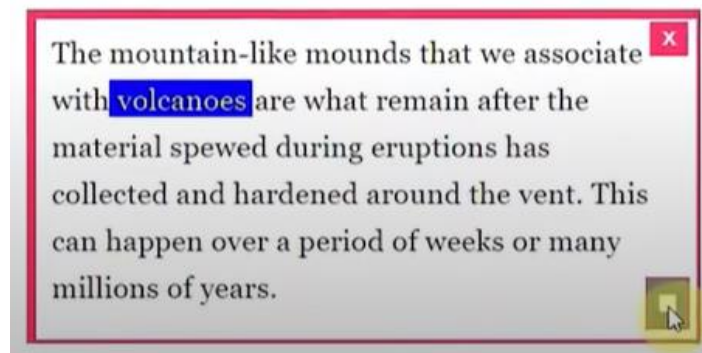 X
The mountain-like mounds that we associate
with volcanoes are what remain after the
material spewed during eruptions has
collected and hardened around the vent. This
can happen over a period of weeks or many
millions of years.